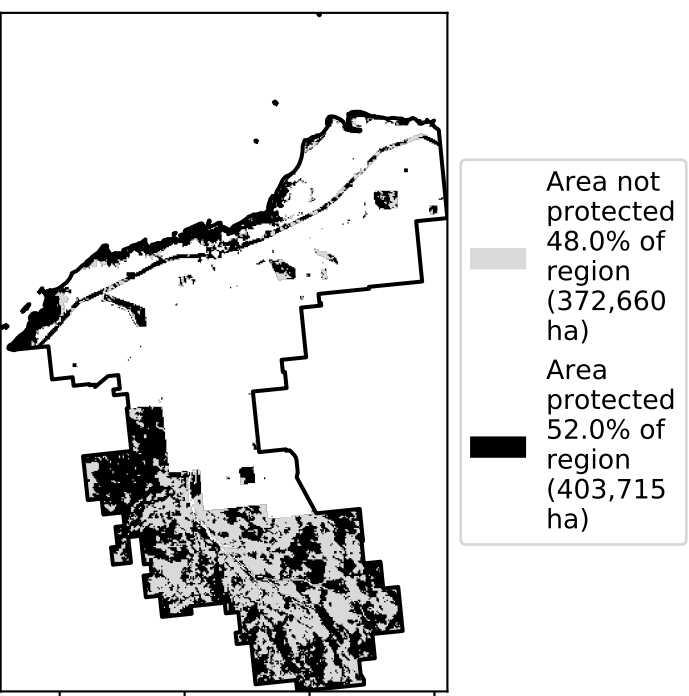 Area not
protected
48.0% of
region
(372,660
ha)
Area
protected
52.0% of
region
(403,715
ha)